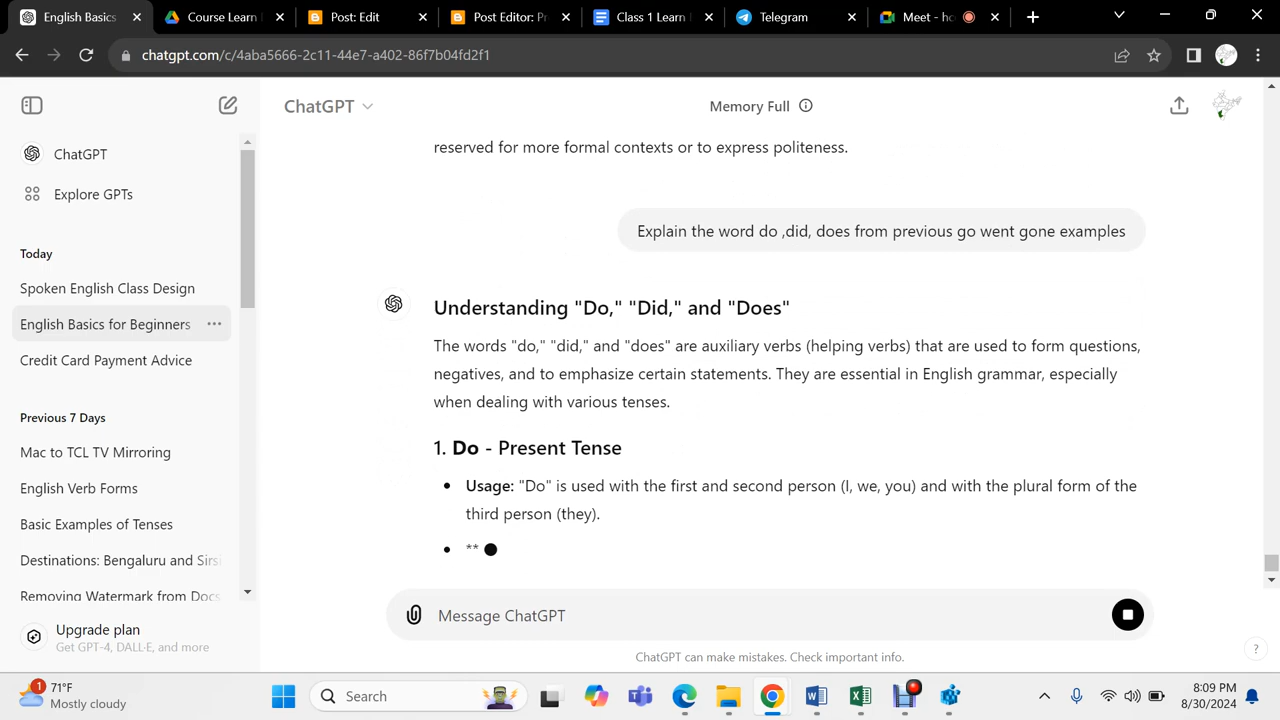 English Basics
Course Learn
Post: Edit
Post Editor: Pr
Class 1 Learn
Telegram
Meet - ho
chatgpt.com/c/4aba5666-2c11-44e7-a402-86f7b04fd2f1
ChatGPT
Memory Full
ChatGPT
Explore GPTs
Today
Spoken English Class Design
English Basics for Beginners
Credit Card Payment Advice
Previous 7 Days
Mac to TCL TV Mirroring
English Verb Forms
Basic Examples of Tenses
Destinations: Bengaluru and Sirsi
Removing Watermark from Docs
Upgrade plan
Get GPT-4, DALL·E, and more
reserved for more formal contexts or to express politeness.
Explain the word do ,did, does from previous go went gone examples
Understanding "Do," "Did," and "Does"
The words "do," "did," and "does" are auxiliary verbs (helping verbs) that are used to form questions,
negatives, and to emphasize certain statements. They are essential in English grammar, especially
when dealing with various tenses.
1. Do - Present Tense
Usage: "Do" is used with the first and second person (I, we, you) and with the plural form of the
third person (they).
**
Message ChatGPT
ChatGPT can make mistakes. Check important info.
?
1
71°F
Mostly cloudy
Search
8:09 PM
8/30/2024